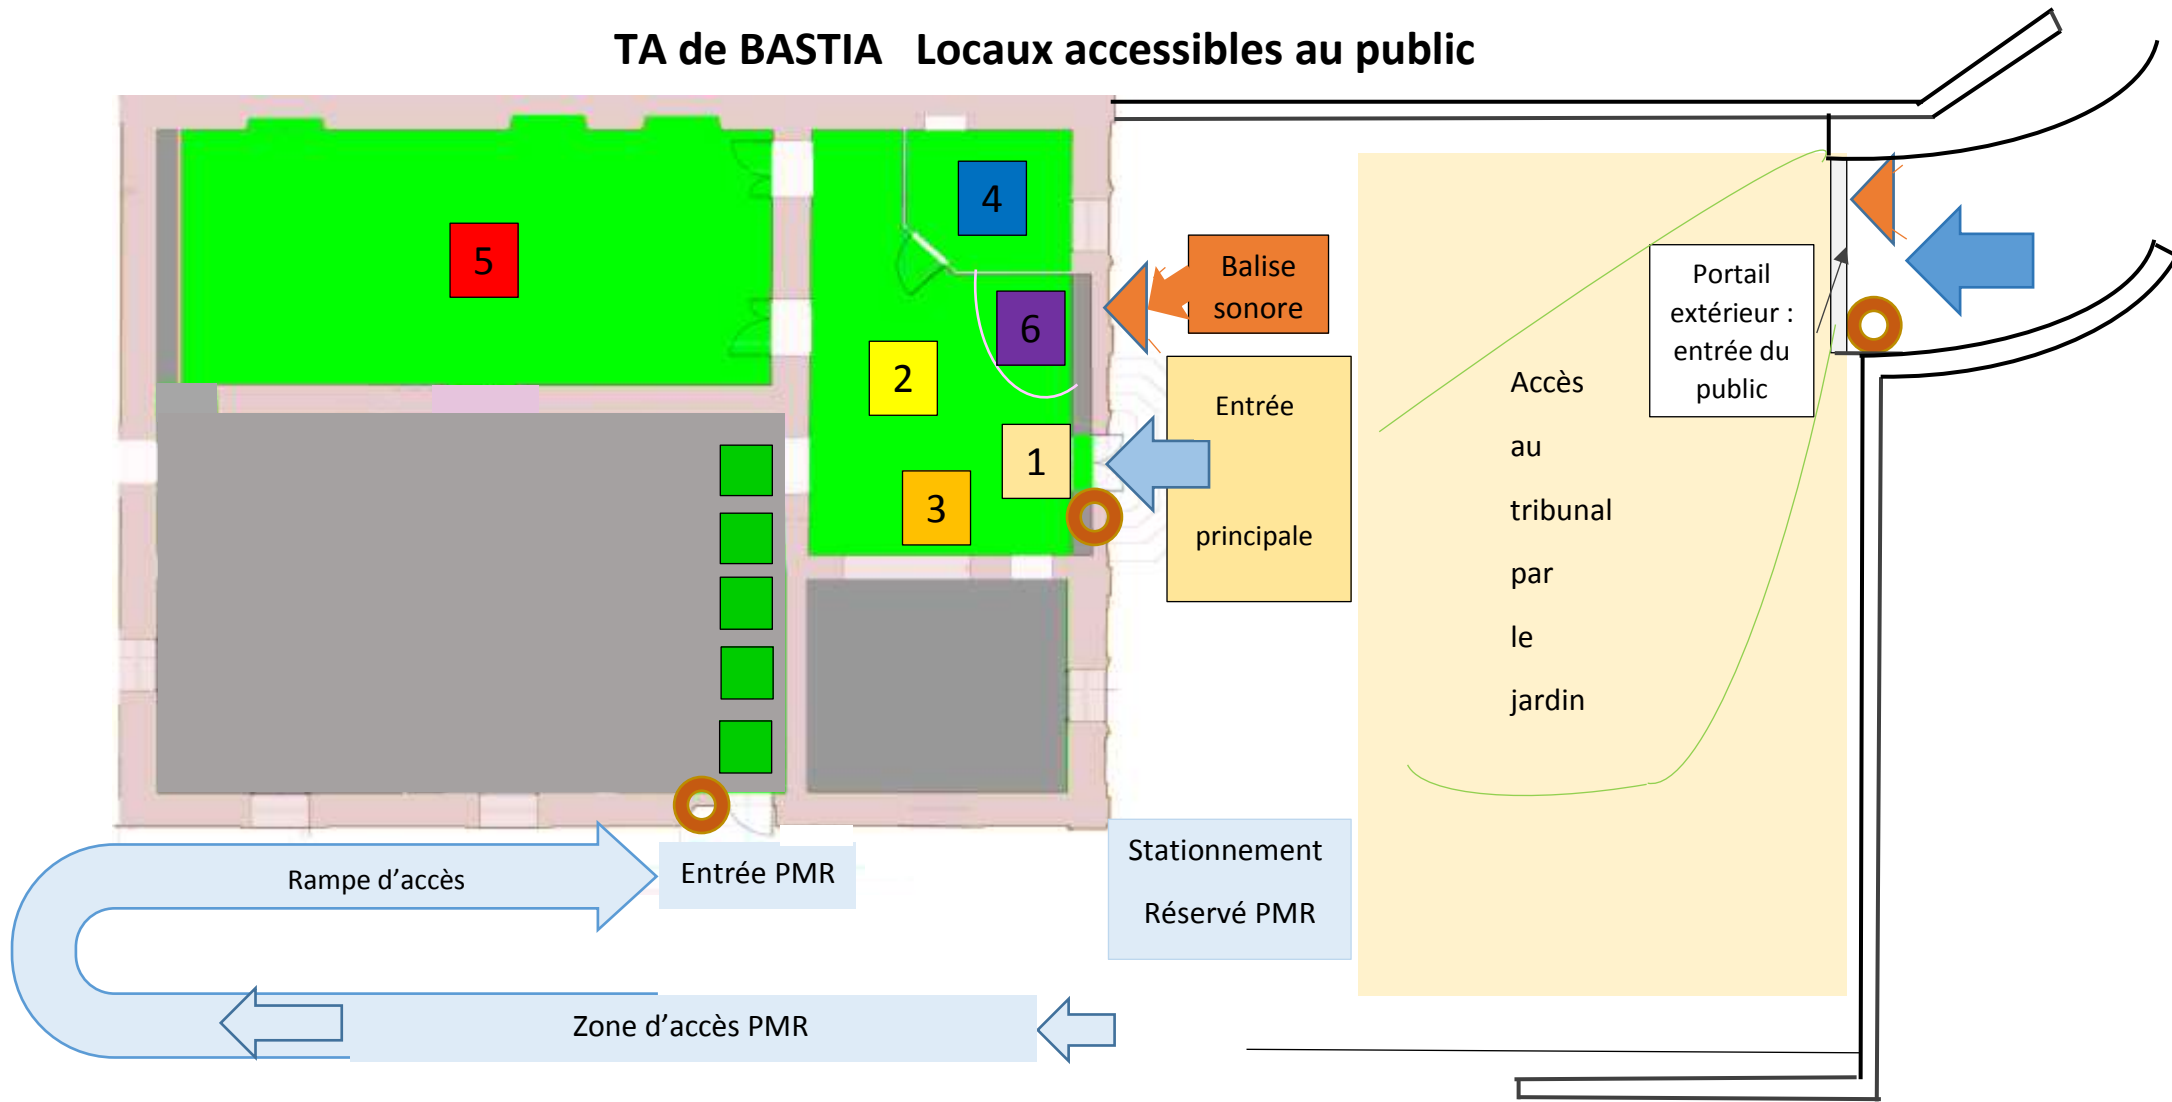 TA de BASTIA Locaux accessibles au public
4
5
6
2
1
3
Balise
sonore
Entrée
principale
Portail
extérieur :
entrée du
public
Accès
au
tribunal
par
le
jardin
Rampe d’accès
Entrée PMR
Stationnement
Réservé PMR
Zone d’accès PMR